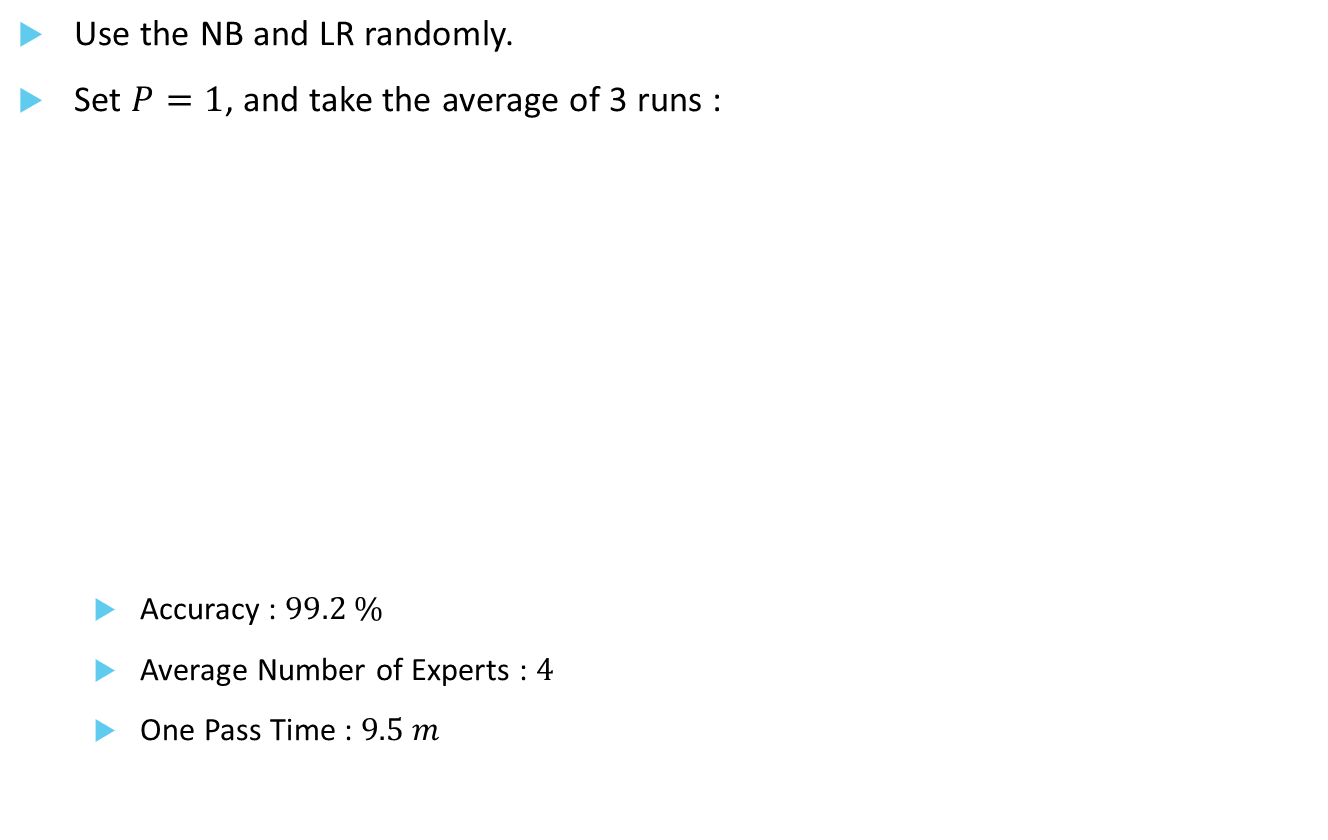 Use the NB and LR randomly.
Set P = 1, and take the average of 3 runs :
Accuracy : 99.2 %
Average Number of Experts : 4
One Pass Time : 9.5 m